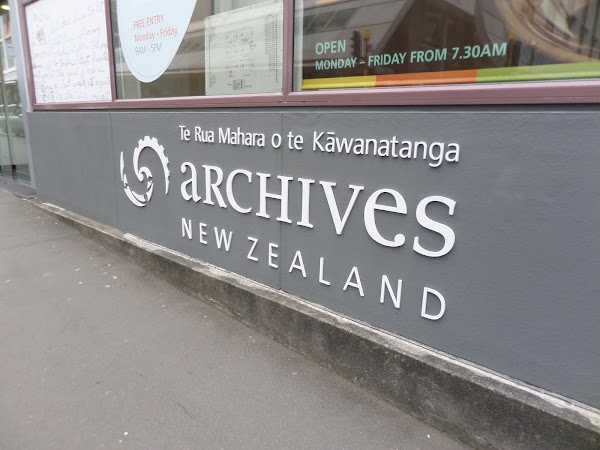 FREE ENTRY
Monday - Friday
9AM - 5PM
OPEN
MONDAY – FRIDAY FROM 7.30AM
Te Rua Mahara o te Kāwanatanga
aRCHIVes
NEW ZEALAND